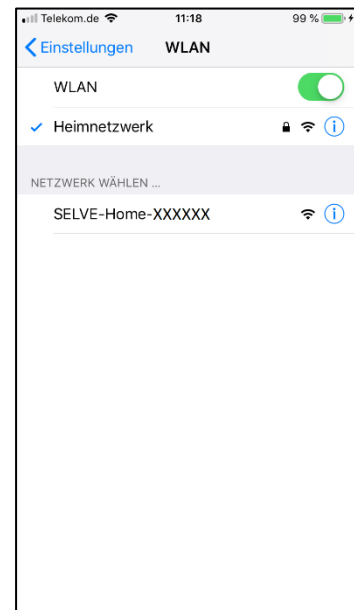 Telekom.de 11:18 99 %
Einstellungen WLAN
WLAN
Heimnetzwerk
NETZWERK WÄHLEN ...
SELVE-Home-XXXXXX